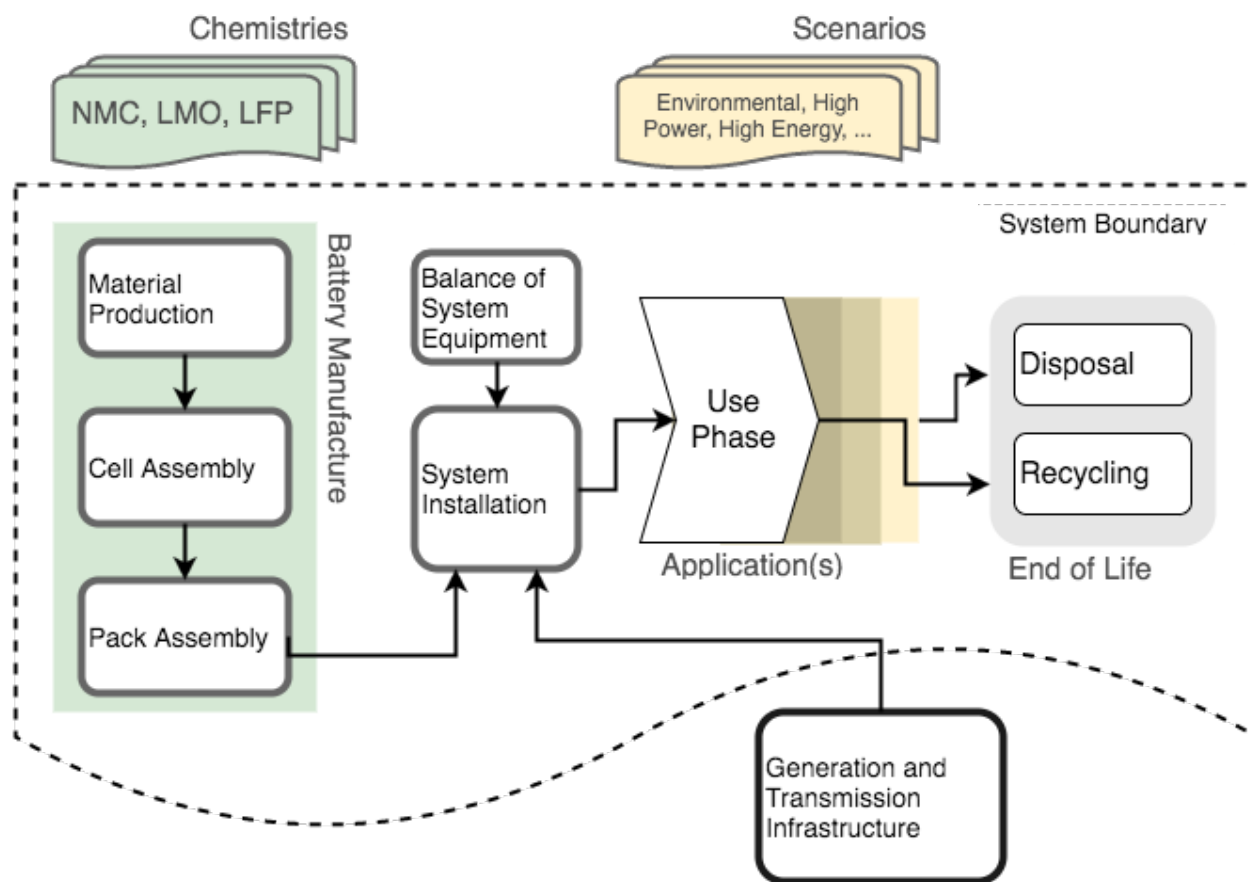 Chemistries
NMC, LMO, LFP
Scenarios
Environmental, High
Power, High Energy, ...
System Boundary
Battery Manufacture
Material
Production
Cell Assembly
Pack Assembly
Balance of
System
Equipment
System
Installation
Use
Phase
Application(s)
Disposal
Recycling
End of Life
Generation and
Transmission
Infrastructure